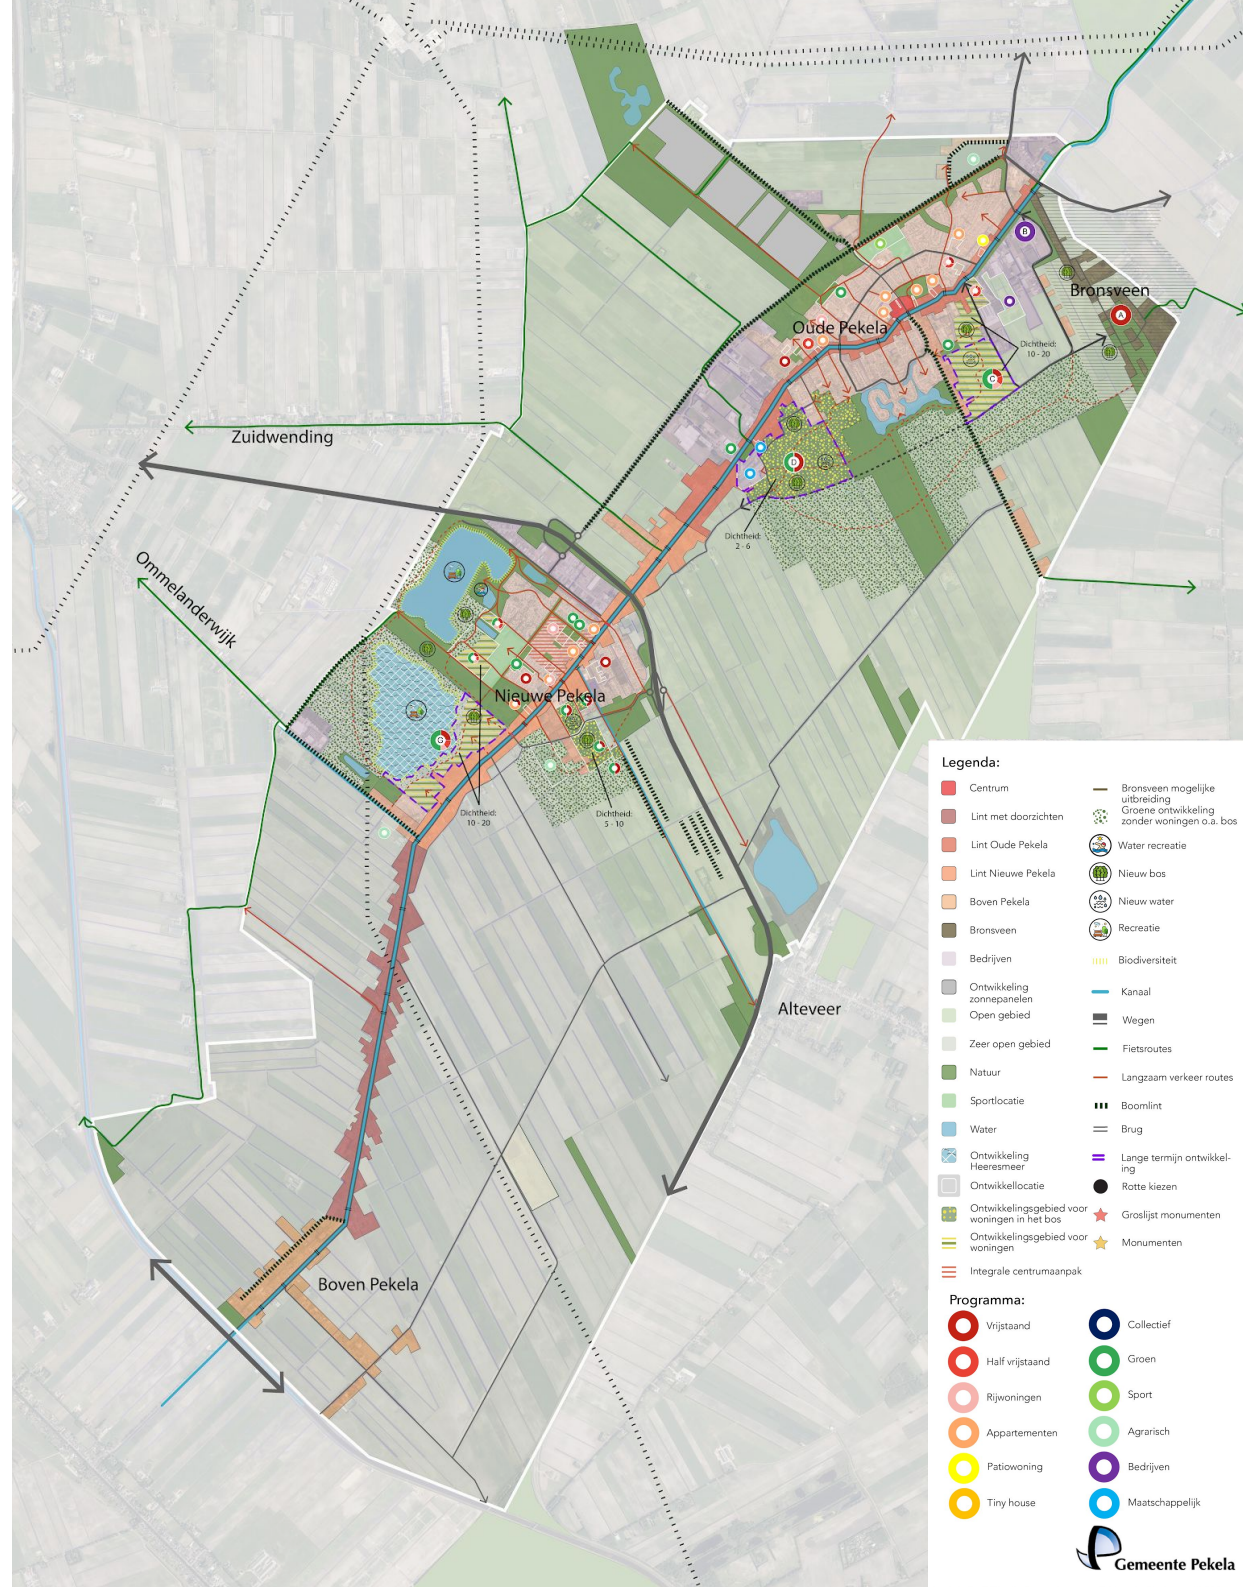 Bronsveen
B
A
Oude Pekela
Dichtheid:
10 - 20
C
Zuidwending
D
Dichtheid:
2 - 6
Ommelanderwijk
Nieuwe Pekela
G
Dichtheid:
10 - 20
Dichtheid:
5 - 10
Alteveer
Boven Pekela
Legenda:
Centrum
Lint met doorzichten
Lint Oude Pekela
Lint Nieuwe Pekela
Boven Pekela
Bronsveen
Bedrijven
Ontwikkeling
zonnepanelen
Open gebied
Zeer open gebied
Natuur
Sportlocatie
Water
Ontwikkeling
Heeresmeer
Ontwikkellocatie
Ontwikkelingsgebied voor
woningen in het bos
Ontwikkelingsgebied voor
woningen
Integrale centrumaanpak
Bronsveen mogelijke
uitbreiding
Groene ontwikkeling
zonder woningen o.a. bos
Water recreatie
Nieuw bos
Nieuw water
Recreatie
Biodiversiteit
Kanaal
Wegen
Fietsroutes
Langzaam verkeer routes
Boomlint
Brug
Lange termijn ontwikkel-
ing
Rotte kiezen
Groslijst monumenten
Monumenten
Programma:
Vrijstaand
Half vrijstaand
Rijwoningen
Appartementen
Patiowoning
Tiny house
Collectief
Groen
Sport
Agrarisch
Bedrijven
Maatschappelijk
Gemeente Pekela